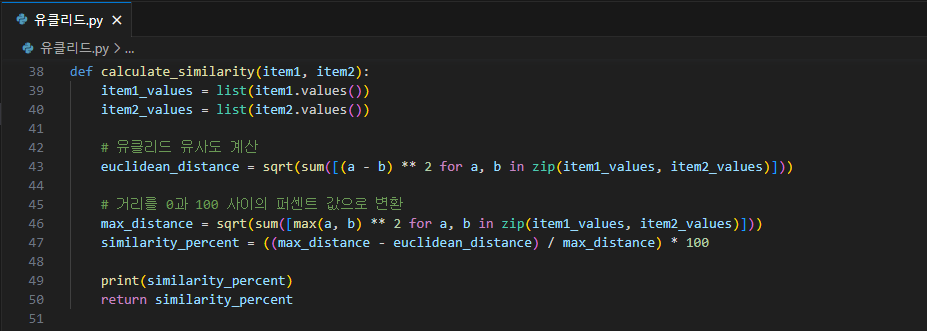 유클리드.py ×
유클리드.py > ...
38 def calculate_similarity(item1, item2):
39 item1_values = list(item1.values())
40 item2_values = list(item2.values())
41
42 # 유클리드 유사도 계산
43 euclidean_distance = sqrt(sum([(a - b) ** 2 for a, b in zip(item1_values, item2_values)]))
44
45 # 거리를 0과 100 사이의 퍼센트 값으로 변환
46 max_distance = sqrt(sum([max(a, b) ** 2 for a, b in zip(item1_values, item2_values)]))
47 similarity_percent = ((max_distance - euclidean_distance) / max_distance) * 100
48
49 print(similarity_percent)
50 return similarity_percent
51